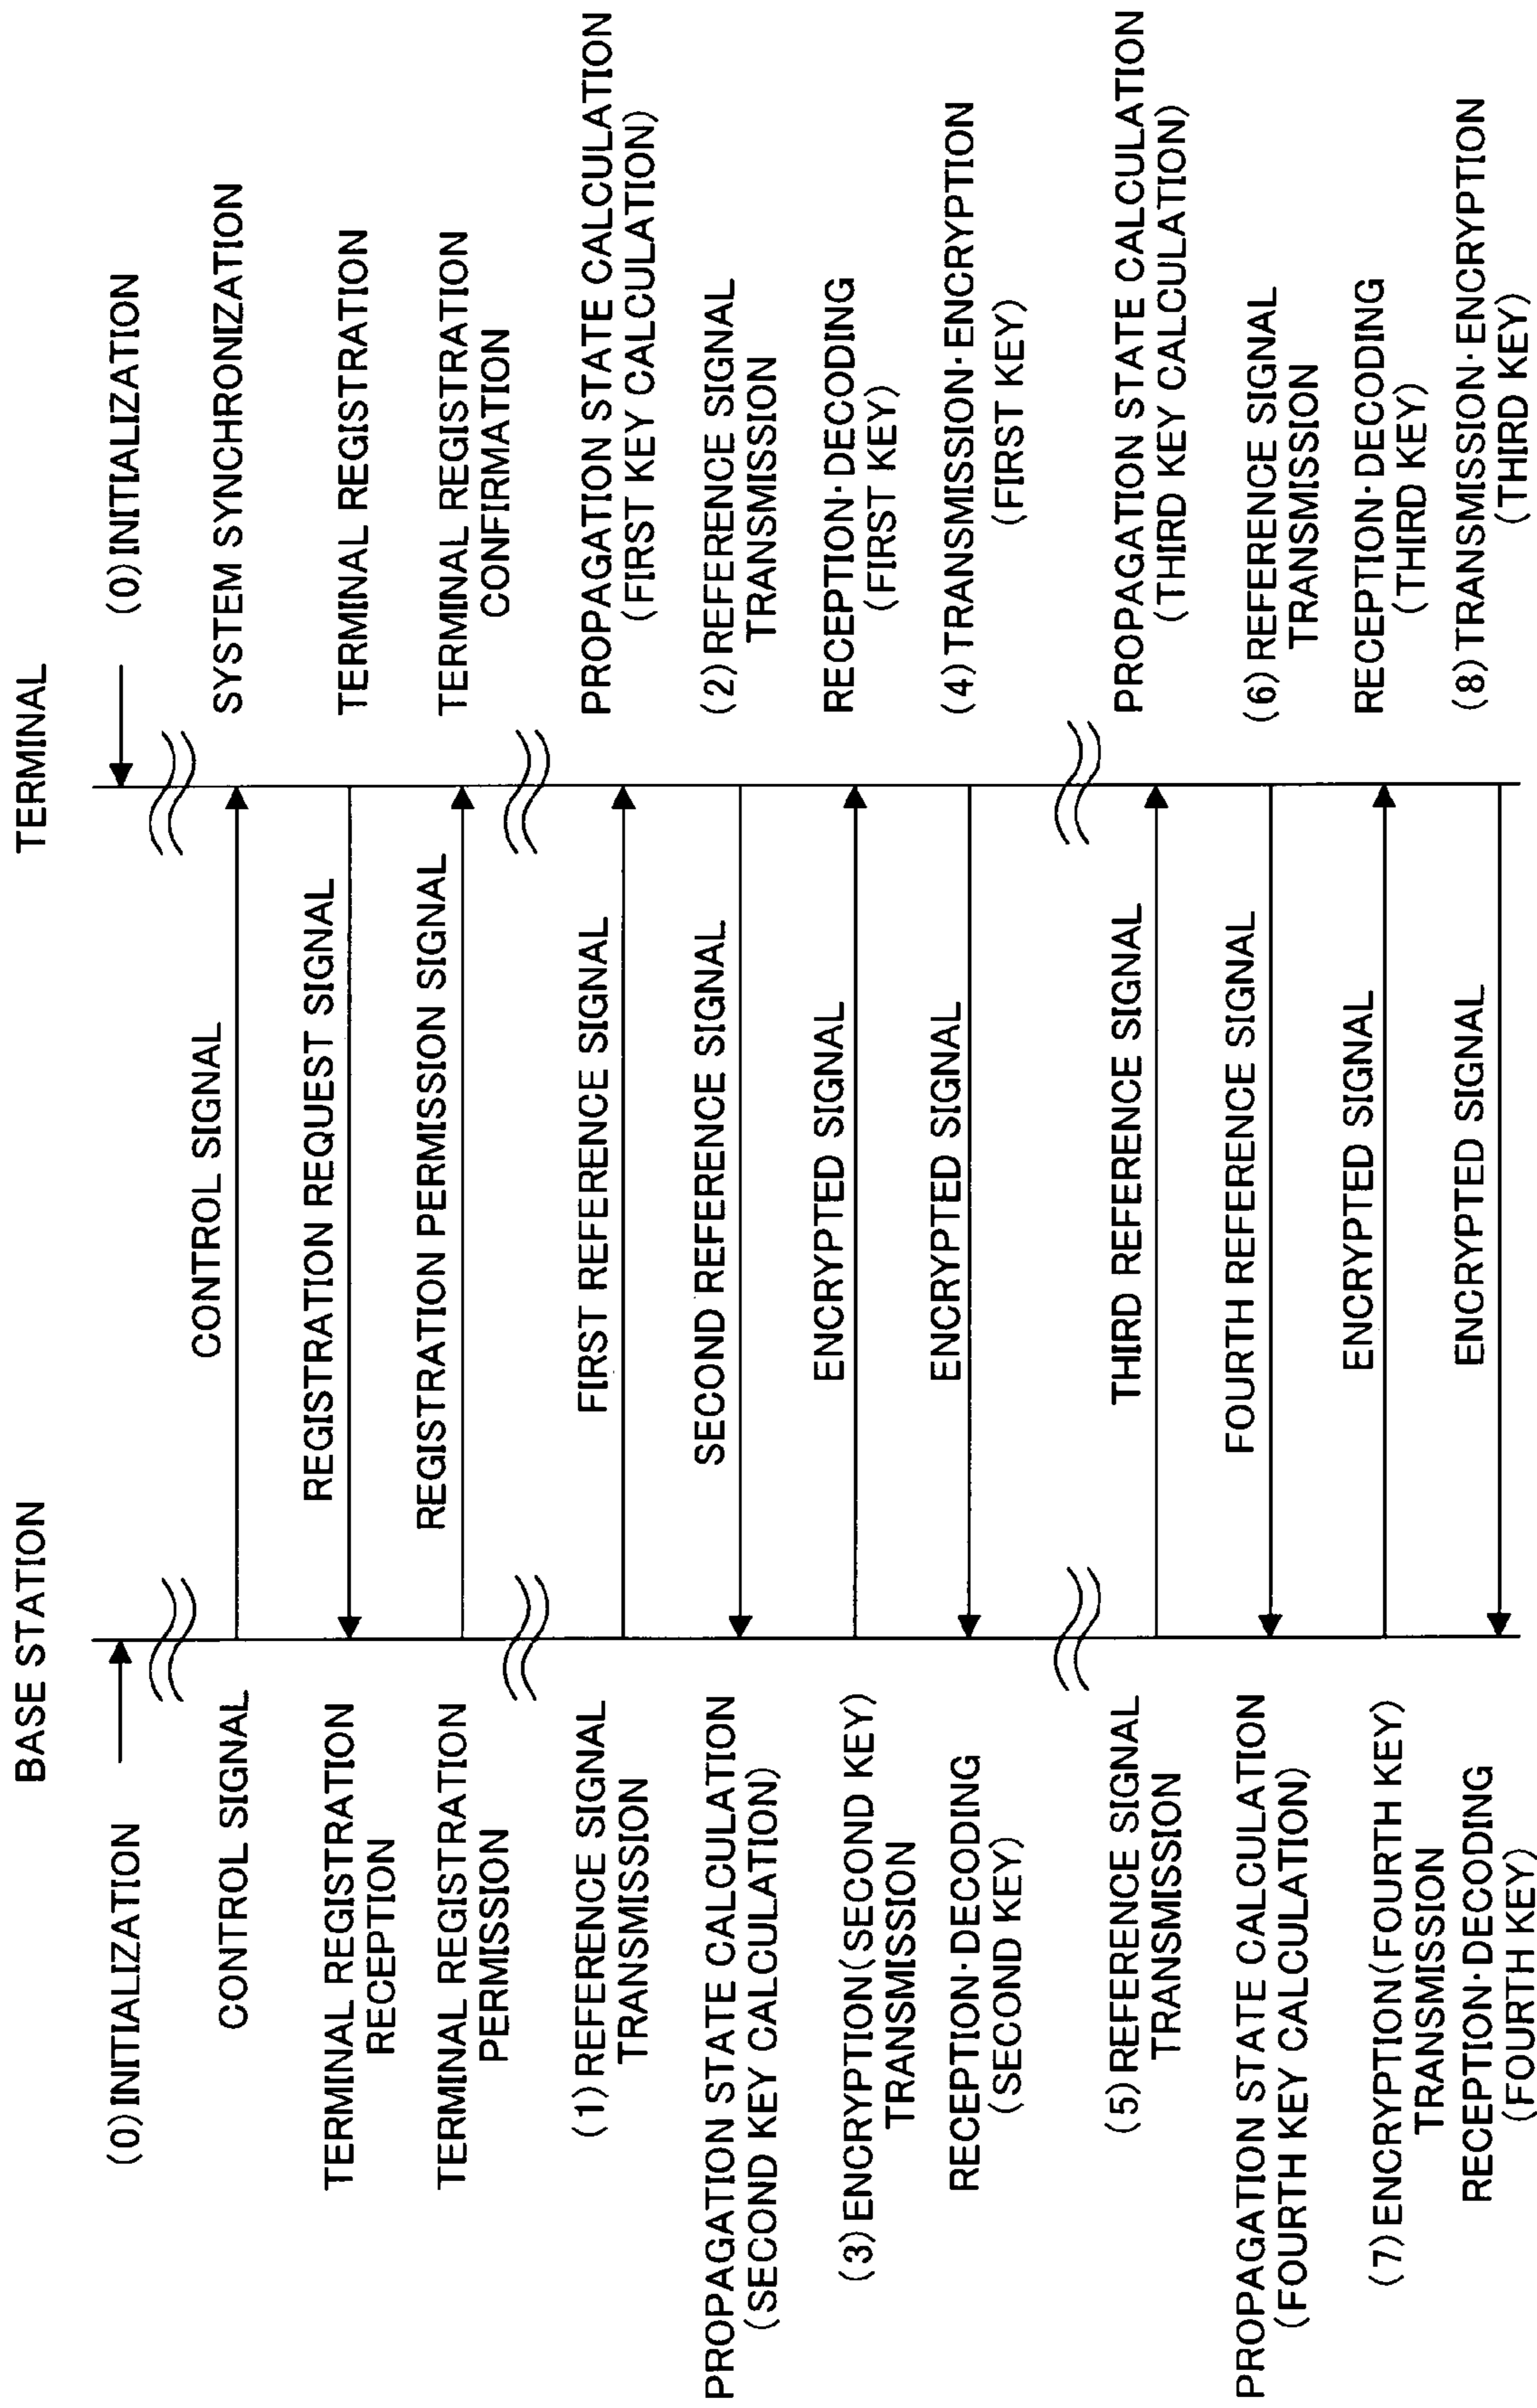 BASE STATION
TERMINAL
(0) INITIALIZATION
(0) INITIALIZATION
CONTROL SIGNAL
CONTROL SIGNAL
SYSTEM SYNCHRONIZATION
TERMINAL REGISTRATION
RECEPTION
REGISTRATION REQUEST SIGNAL
TERMINAL REGISTRATION
TERMINAL REGISTRATION
PERMISSION
REGISTRATION PERMISSION SIGNAL
TERMINAL REGISTRATION
CONFIRMATION
(1) REFERENCE SIGNAL
TRANSMISSION
FIRST REFERENCE SIGNAL
PROPAGATION STATE CALCULATION
(FIRST KEY CALCULATION)
PROPAGATION STATE CALCULATION
(SECOND KEY CALCULATION)
SECOND REFERENCE SIGNAL
(2) REFERENCE SIGNAL
TRANSMISSION
(3) ENCRYPTION(SECOND KEY)
TRANSMISSION
ENCRYPTED SIGNAL
RECEPTION·DECODING
(FIRST KEY)
RECEPTION·DECODING
(SECOND KEY)
ENCRYPTED SIGNAL
(4) TRANSMISSION·ENCRYPTION
(FIRST KEY)
(5) REFERENCE SIGNAL
TRANSMISSION
THIRD REFERENCE SIGNAL
PROPAGATION STATE CALCULATION
(THIRD KEY CALCULATION)
PROPAGATION STATE CALCULATION
(FOURTH KEY CALCULATION)
FOURTH REFERENCE SIGNAL
(6) REFERENCE SIGNAL
TRANSMISSION
(7) ENCRYPTION(FOURTH KEY)
TRANSMISSION
ENCRYPTED SIGNAL
RECEPTION·DECODING
(THIRD KEY)
RECEPTION·DECODING
(FOURTH KEY)
ENCRYPTED SIGNAL
(8) TRANSMISSION·ENCRYPTION
(THIRD KEY)